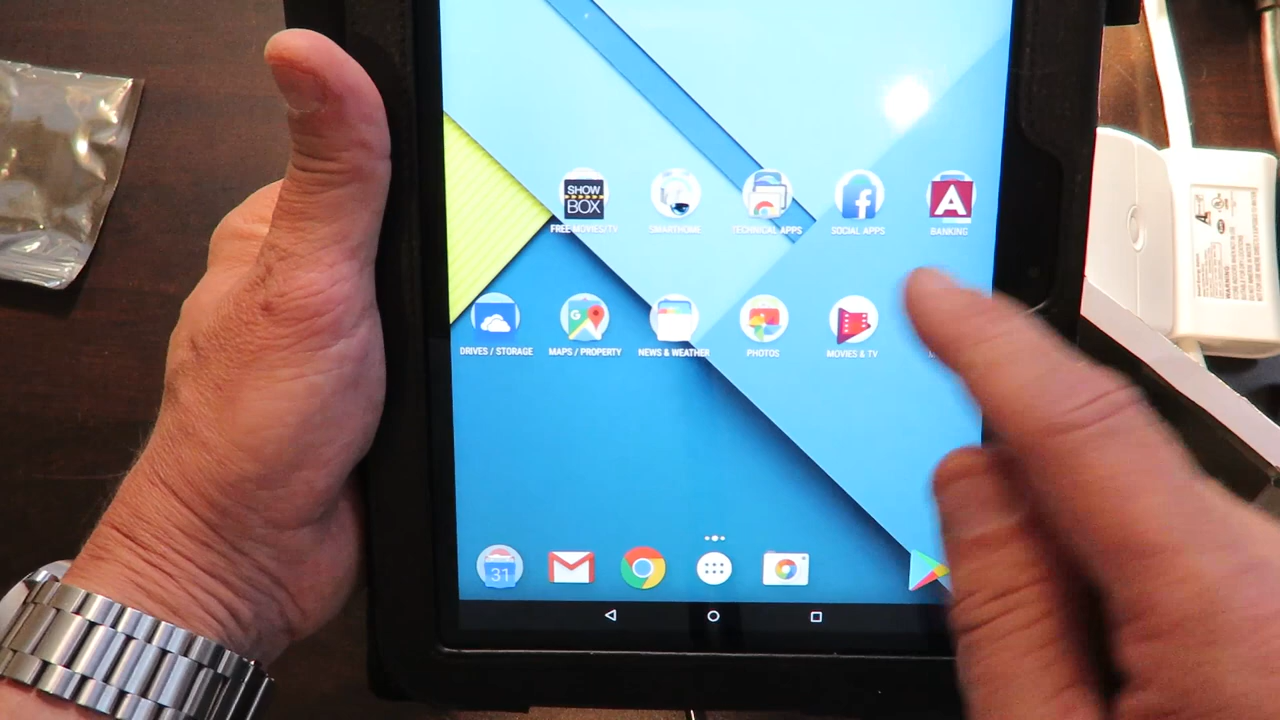 SHOW
BOX
A
FREE MOVIES/TV SMARTHOME TECHNICAL APPS SOCIAL APPS BANKING
G
DRIVES / STORAGE MAPS / PROPERTY NEWS & WEATHER PHOTOS MOVIES & TV
31